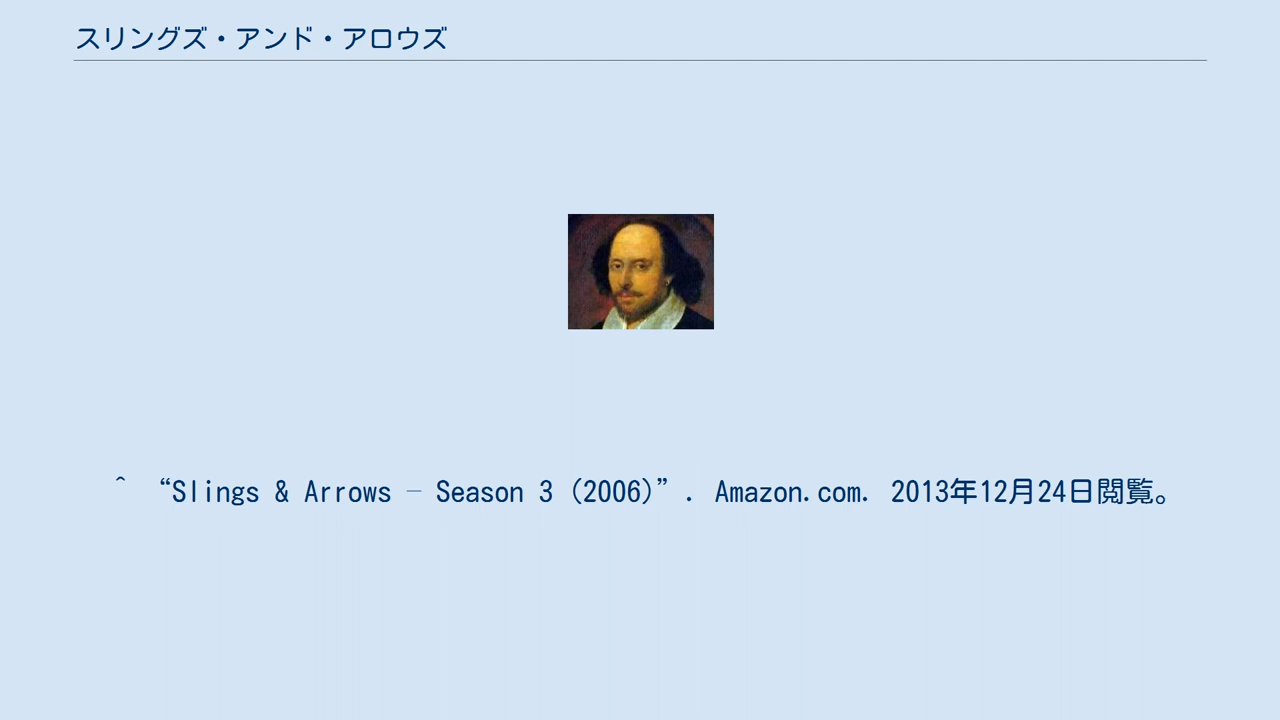 スリングズ・アンド・アロウズ
^ “Slings & Arrows – Season 3 (2006)”. Amazon.com. 2013年12月24日閲覧。